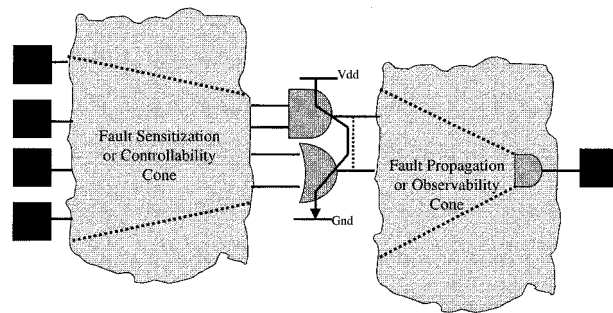 Vdd
Fault Sensitization
or Controllability
Cone
Fault Propagation
or Observability
Cone
Gnd